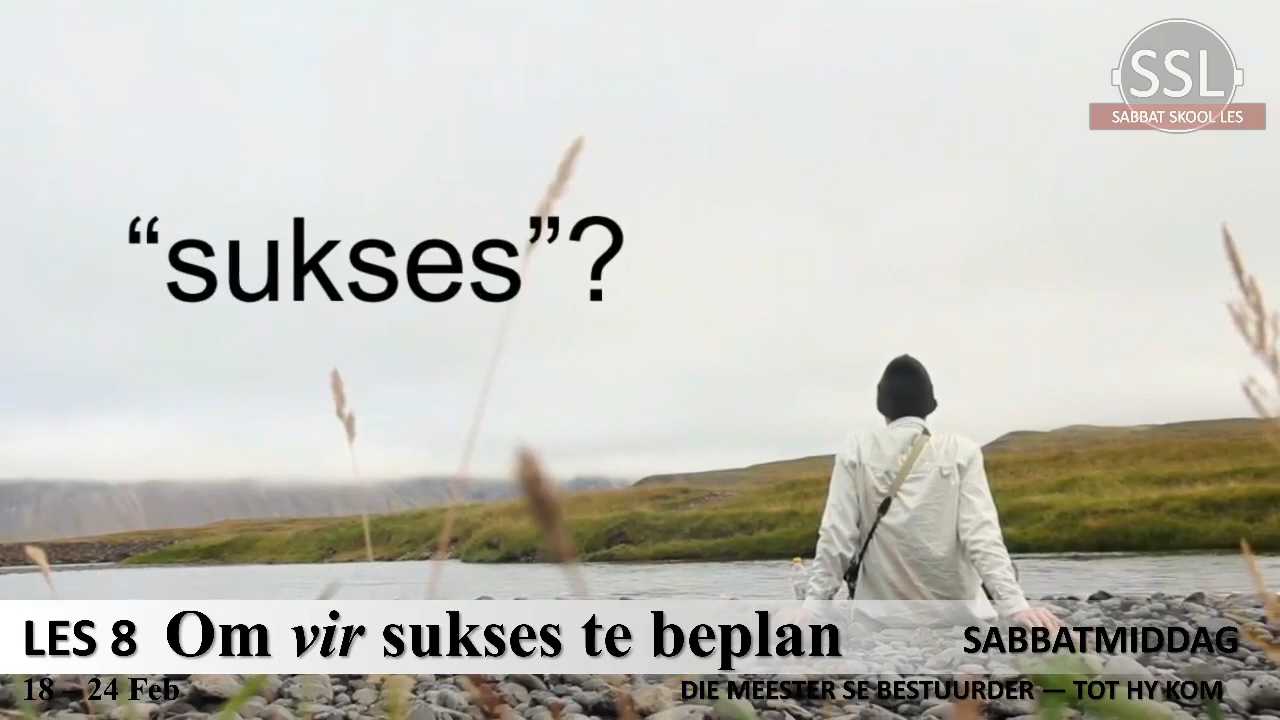 SSL
SABBAT SKOOL LES
“sukses”?
LES 8 Om vir sukses te beplan SABBATMIDDAG
18 – 24 Feb DIE MEESTER SE BESTUURDER — TOT HY KOM